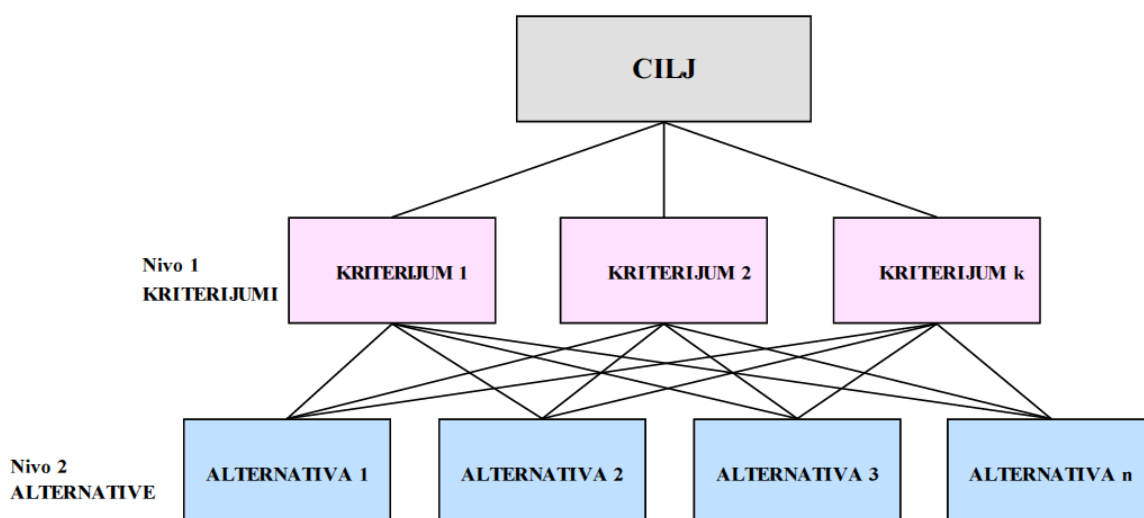 CILJ
Nivo 1
KRITERIJUMI
KRITERIJUM 1
KRITERIJUM 2
KRITERIJUM k
Nivo 2
ALTERNATIVE
ALTERNATIVA 1
ALTERNATIVA 2
ALTERNATIVA 3
ALTERNATIVA n